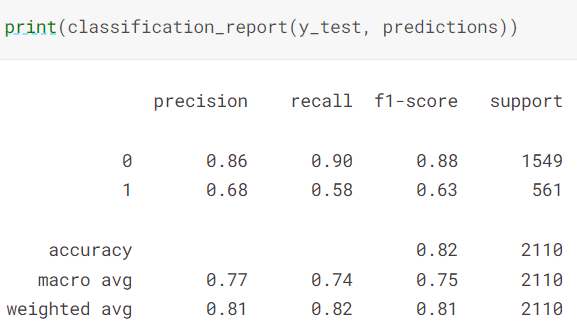 print(classification_report(y_test, predictions))
precision recall f1-score support
0 0.86 0.90 0.88 1549
1 0.68 0.58 0.63 561
accuracy 0.82 2110
macro avg 0.77 0.74 0.75 2110
weighted avg 0.81 0.82 0.81 2110